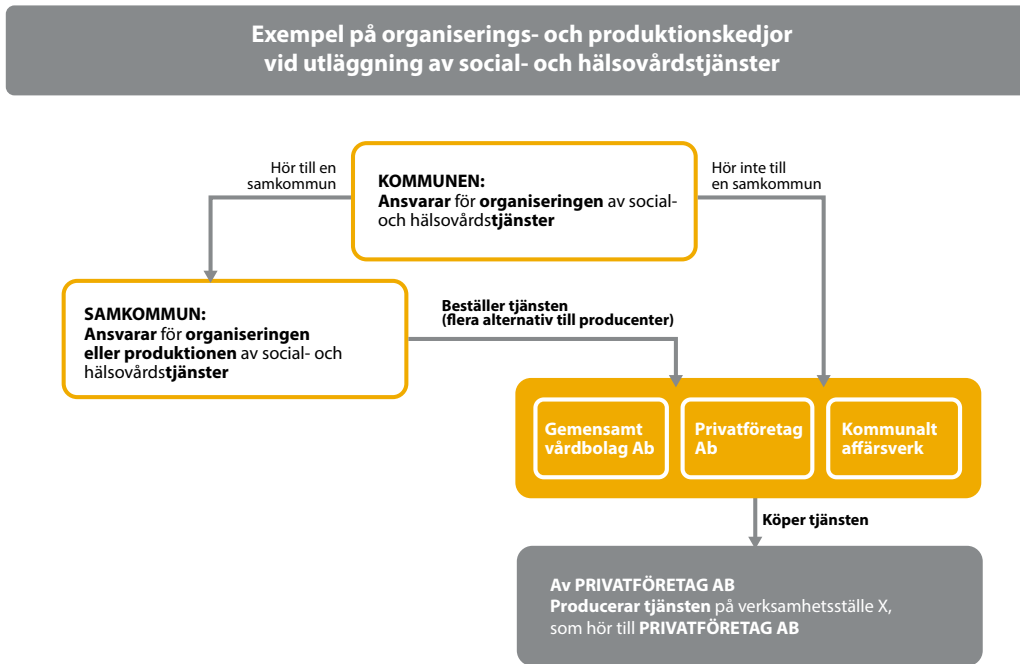 Exempel på organiserings- och produktionskedjor
vid utläggning av social- och hälsovårdstjänster
Hör till en
samkommun
KOMMUNEN:
Ansvarar för organiseringen av social-
och hälsovårdstjänster
Hör inte till
en samkommun
SAMKOMMUN:
Ansvarar för organiseringen
eller produktionen av social- och
hälsovårdstjänster
Beställer tjänsten
(flera alternativ till producenter)
Gemensamt
vårdbolag Ab
Privatföretag
Ab
Kommunalt
affärsverk
Köper tjänsten
Av PRIVATFÖRETAG AB
Producerar tjänsten på verksamhetsställe X,
som hör till PRIVATFÖRETAG AB